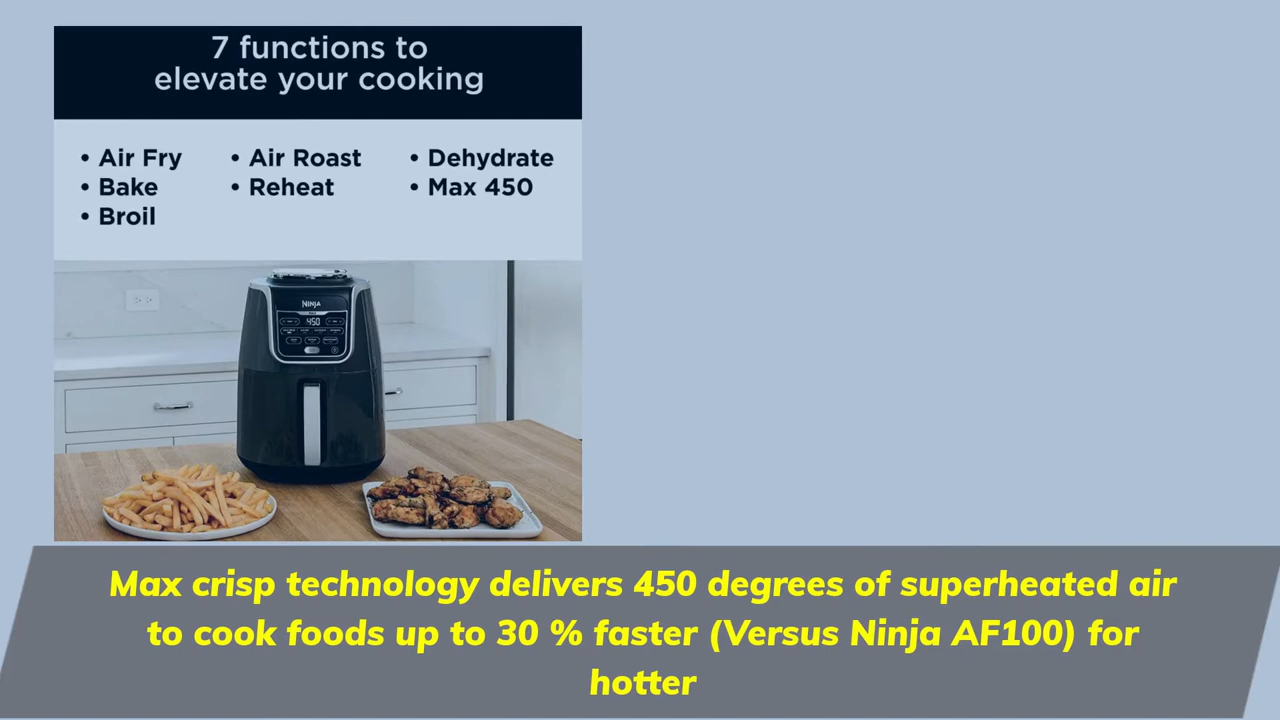 7 functions to
elevate your cooking
• Air Fry
• Bake
• Broil
• Air Roast
• Reheat
• Dehydrate
• Max 450
NINJA
450
Max crisp technology delivers 450 degrees of superheated air
to cook foods up to 30 % faster (Versus Ninja AF100) for
hotter